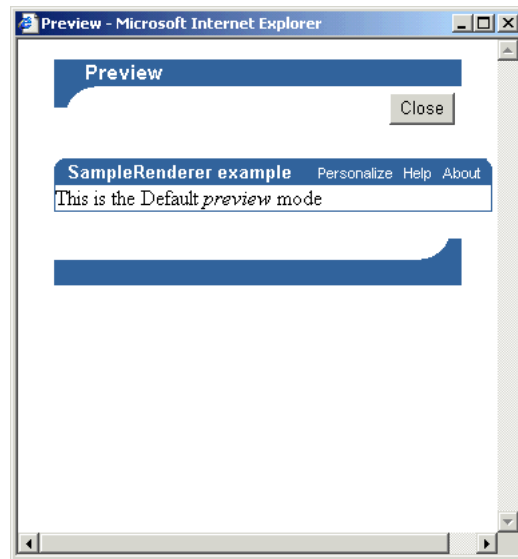 Preview - Microsoft Internet Explorer
Preview
Close
SampleRenderer example Personalize Help About
This is the Default preview mode